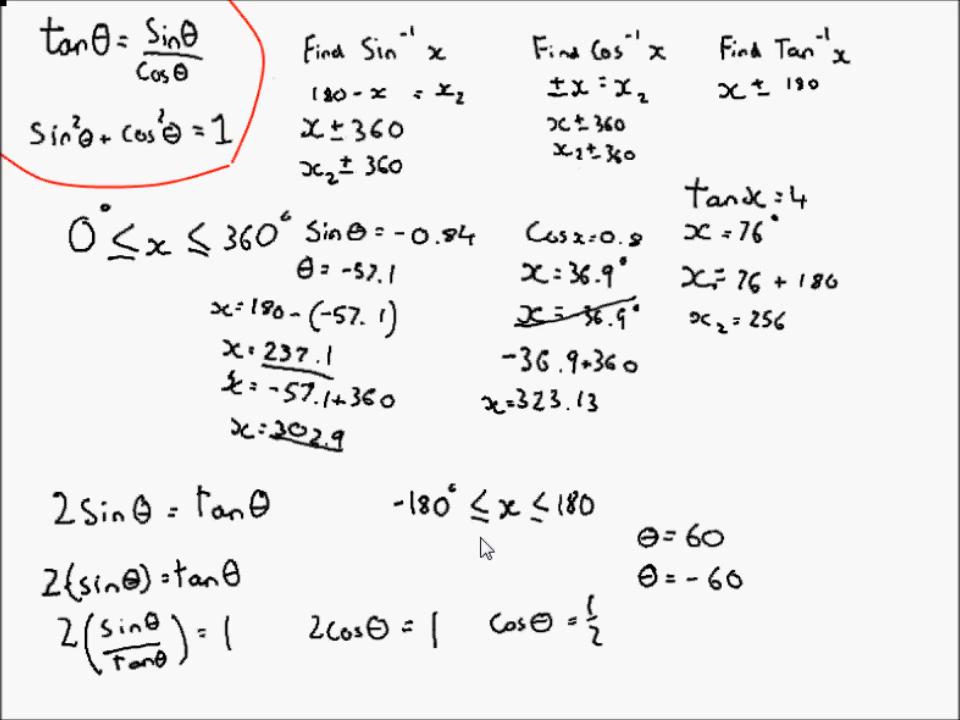 tanθ = Sinθ/Cosθ
Sin²θ + Cos²θ = 1
Find Sin⁻¹ x
180 - x = x₂
x ± 360
x₂ ± 360
Find Cos⁻¹ x
± x = x₂
x ± 360
x₂ ± 360
Find Tan⁻¹ x
x ± 180
0° ≤ x ≤ 360°
Sinθ = -0.84
θ = -57.1
x = 180 - (-57.1)
x = 237.1
x = -57.1 + 360
x = 302.9
Cosx = 0.8
x = 36.9°
x = 36.9°
-36.9 + 360
x = 323.13
tanx = 4
x = 76°
x = 76 + 180
x₂ = 256
2 Sinθ = tanθ
-180° ≤ x ≤ 180
2(sinθ) = tanθ
2(sinθ/tanθ) = 1
2cosθ = 1
Cosθ = 1/2
θ = 60
θ = -60